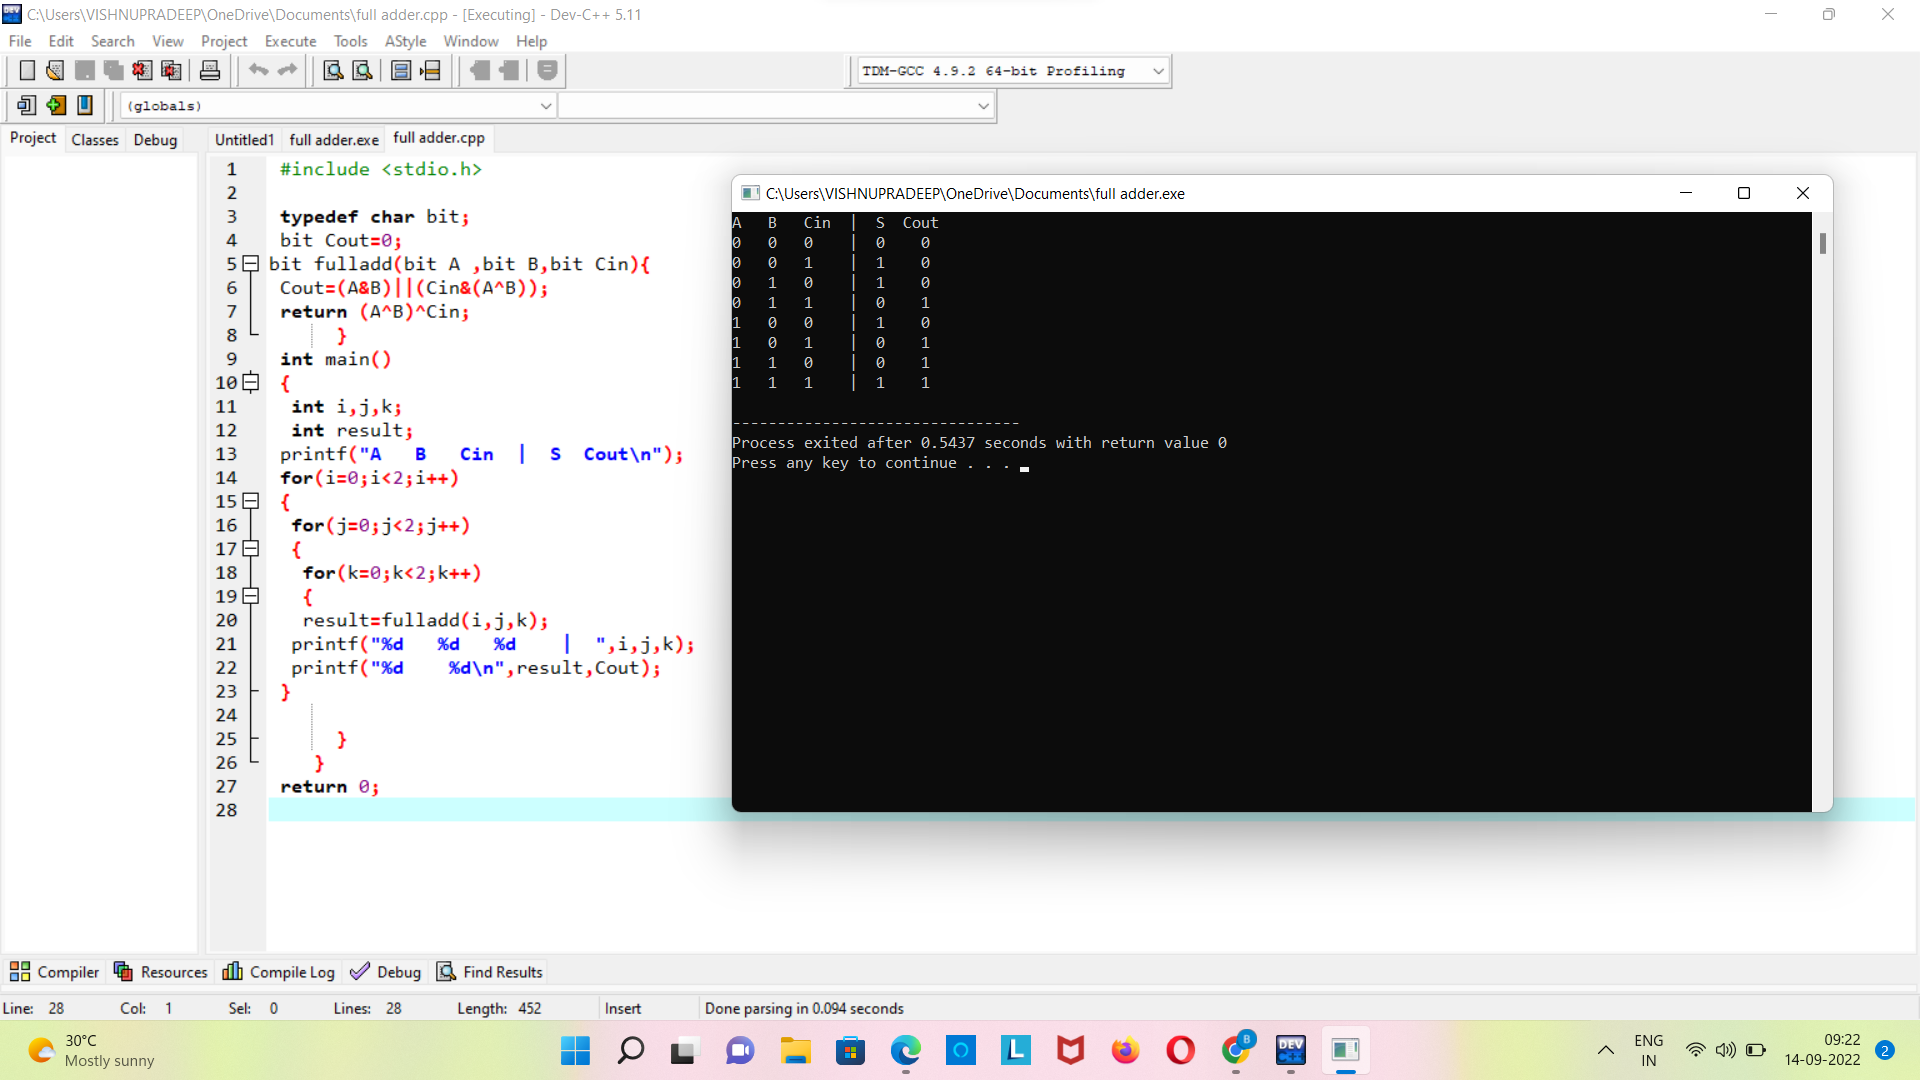 C:\Users\VISHNUPRADEEP\OneDrive\Documents\full adder.cpp - [Executing] - Dev-C++ 5.11
File Edit Search View Project Execute Tools AStyle Window Help
TDM-GCC 4.9.2 64-bit Profiling
(globals)
Project Classes Debug Untitled1 full adder.exe full adder.cpp
1 #include <stdio.h>
2
3 typedef char bit;
4 bit Cout=0;
5 bit fulladd(bit A ,bit B,bit Cin){
6 Cout=(A&B)||(Cin&(A^B));
7 return (A^B)^Cin;
8 }
9 int main()
10 {
11 int i,j,k;
12 int result;
13 printf("A   B   Cin  |  S  Cout\n");
14 for(i=0;i<2;i++)
15 {
16 for(j=0;j<2;j++)
17 {
18 for(k=0;k<2;k++)
19 {
20 result=fulladd(i,j,k);
21 printf("%d   %d   %d    |  ",i,j,k);
22 printf("%d    %d\n",result,Cout);
23 }
24
25 }
26 }
27 return 0;
28
C:\Users\VISHNUPRADEEP\OneDrive\Documents\full adder.exe
A   B   Cin  |  S  Cout
0   0   0    |  0    0
0   0   1    |  1    0
0   1   0    |  1    0
0   1   1    |  0    1
1   0   0    |  1    0
1   0   1    |  0    1
1   1   0    |  0    1
1   1   1    |  1    1
--------------------------------
Process exited after 0.5437 seconds with return value 0
Press any key to continue . . .
Compiler Resources Compile Log Debug Find Results
Line: 28 Col: 1 Sel: 0 Lines: 28 Length: 452 Insert Done parsing in 0.094 seconds
30°C
Mostly sunny
L
B
DEV
C++
ENG
IN
09:22
14-09-2022
2